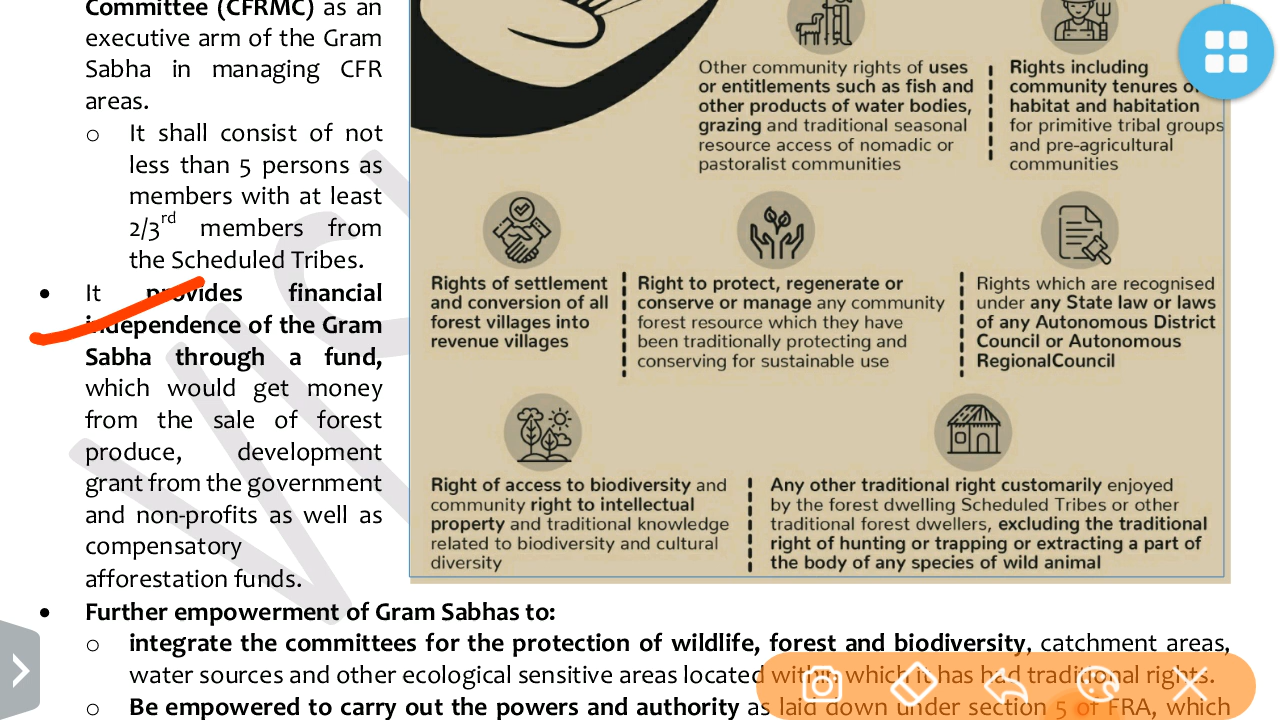 Committee (CFRMC) as an
executive arm of the Gram
Sabha in managing CFR
areas.
o It shall consist of not
less than 5 persons as
members with at least
2/3rd members from
the Scheduled Tribes.
• It provides financial
independence of the Gram
Sabha through a fund,
which would get money
from the sale of forest
produce, development
grant from the government
and non-profits as well as
compensatory
afforestation funds.
Other community rights of uses
or entitlements such as fish and
other products of water bodies,
grazing and traditional seasonal
resource access of nomadic or
pastoralist communities
Rights including
community tenures of
habitat and habitation
for primitive tribal groups
and pre-agricultural
communities
Rights of settlement
and conversion of all
forest villages into
revenue villages
Right to protect, regenerate or
conserve or manage any community
forest resource which they have
been traditionally protecting and
conserving for sustainable use
Rights which are recognised
under any State law or laws
of any Autonomous District
Council or Autonomous
RegionalCouncil
Right of access to biodiversity and
community right to intellectual
property and traditional knowledge
related to biodiversity and cultural
diversity
Any other traditional right customarily enjoyed
by the forest dwelling Scheduled Tribes or other
traditional forest dwellers, excluding the traditional
right of hunting or trapping or extracting a part of
the body of any species of wild animal
• Further empowerment of Gram Sabhas to:
o integrate the committees for the protection of wildlife, forest and biodiversity, catchment areas,
water sources and other ecological sensitive areas located within which it has had traditional rights.
o Be empowered to carry out the powers and authority as laid down under section 5 of FRA, which